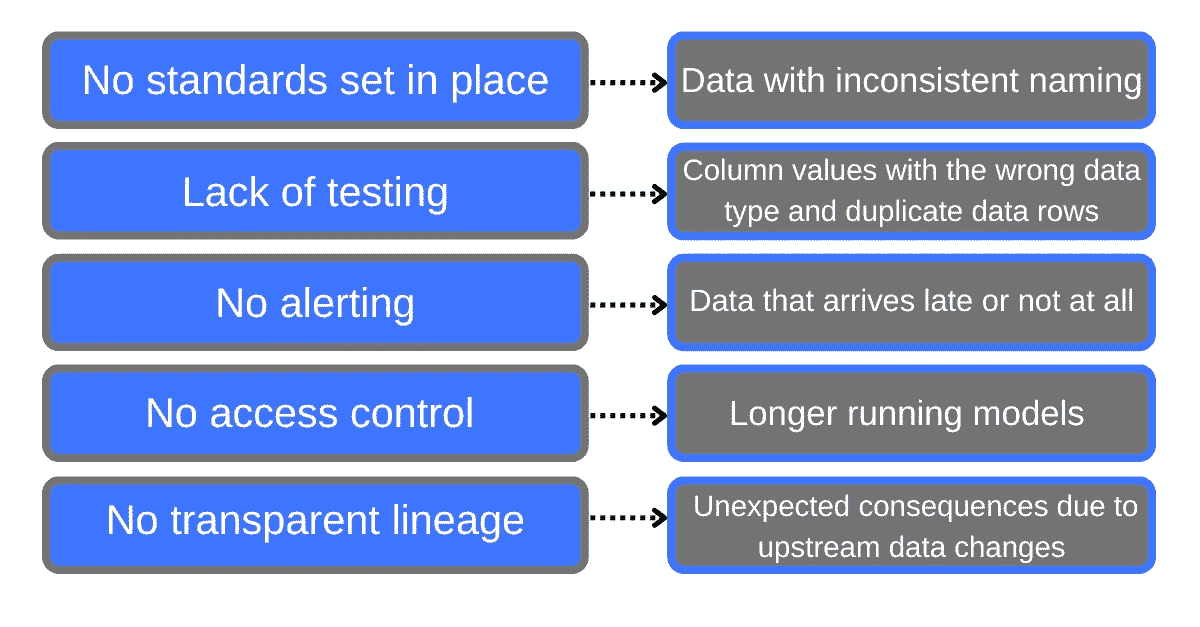 No standards set in place
Data with inconsistent naming
Lack of testing
Column values with the wrong data
type and duplicate data rows
No alerting
Data that arrives late or not at all
No access control
Longer running models
No transparent lineage
Unexpected consequences due to
upstream data changes